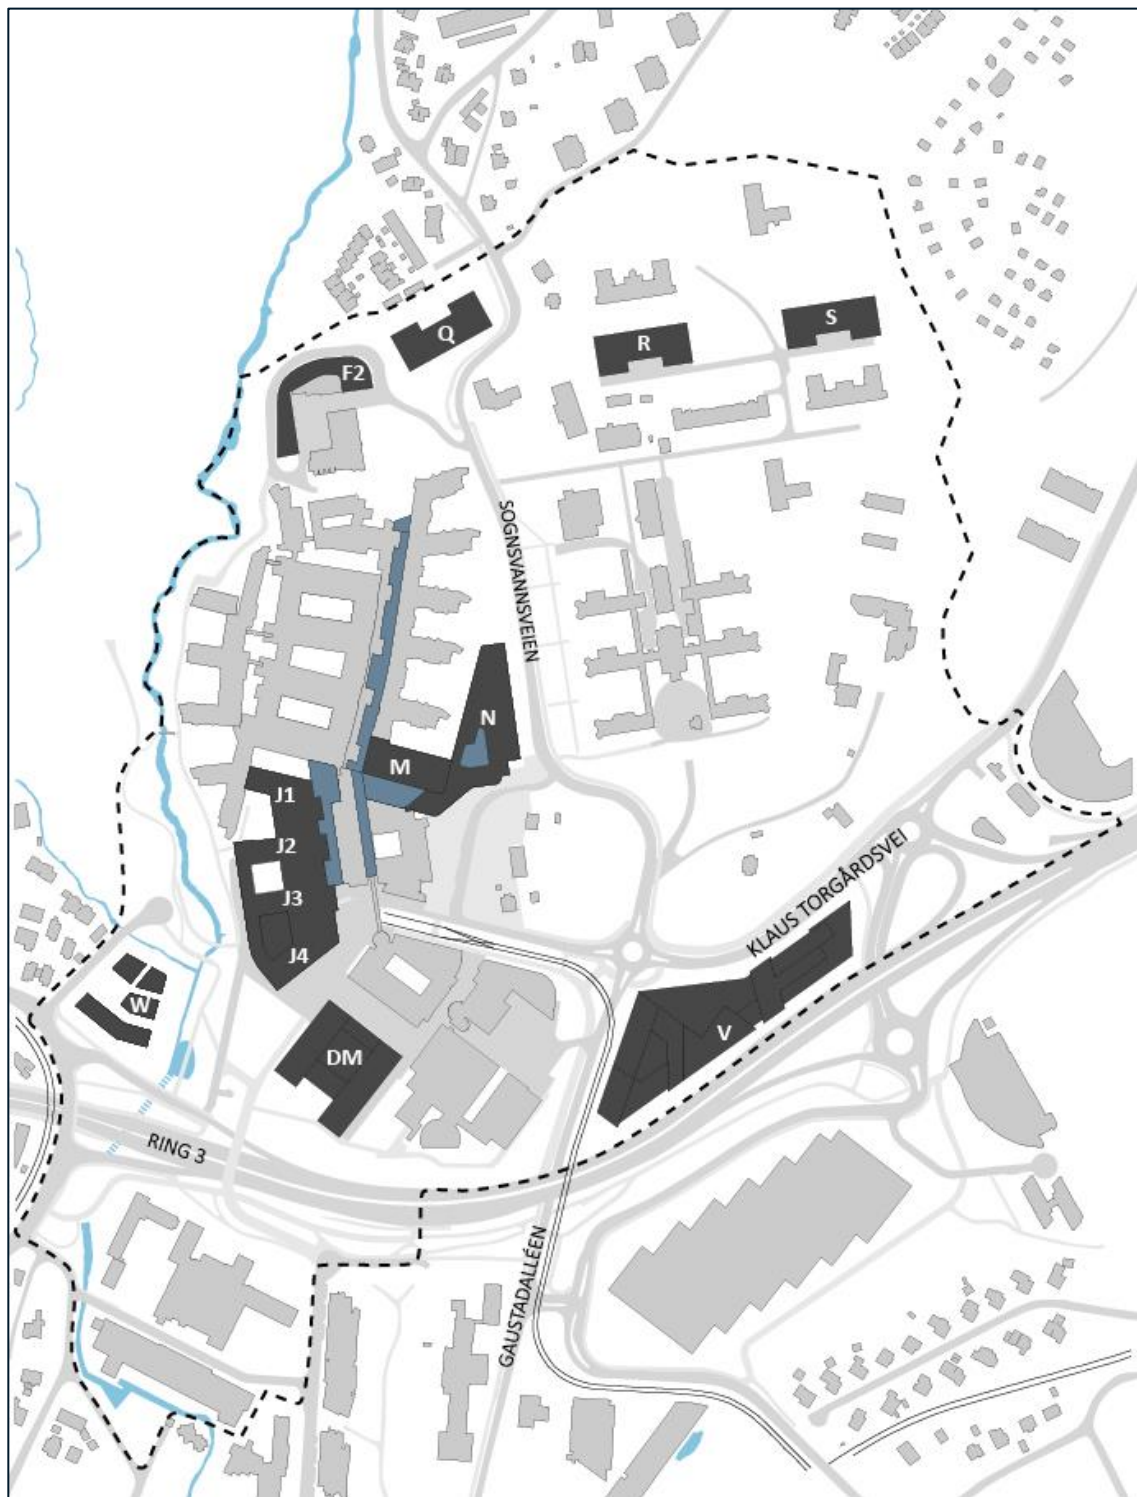 S
R
Q
F2
SOGNSVANNSVEIEN
N
M
J1
J2
J3
J4
KLAUS TORGÅRDSVEI
W
V
DM
RING 3
GAUSTADALLÉEN